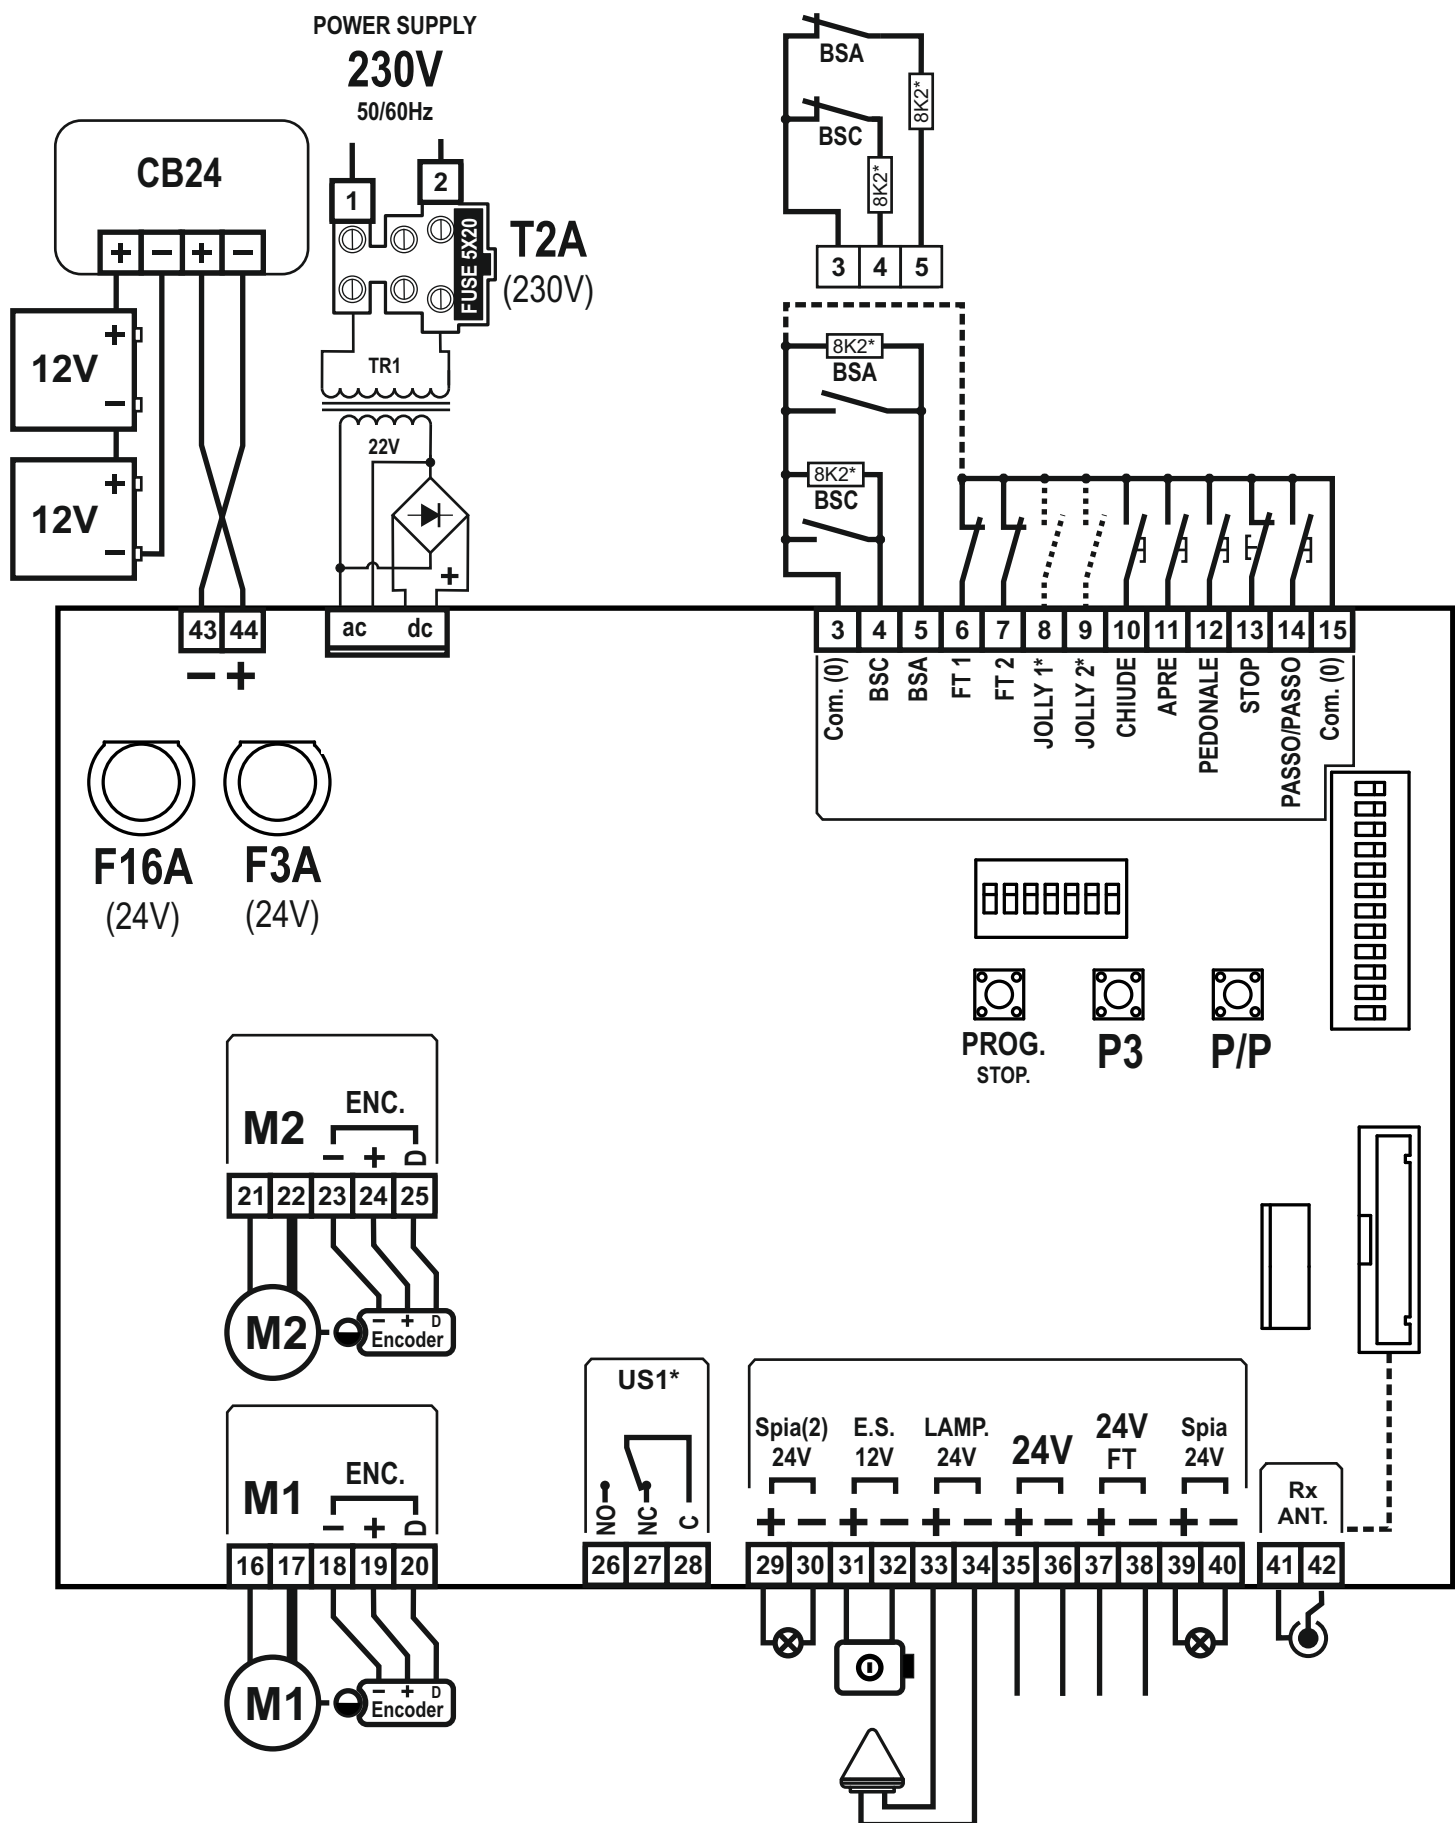 POWER SUPPLY
230V
50/60Hz
1
2
FUSE 5X20
T2A
(230V)
CB24
+ − + −
+
12V
−
+
12V
−
TR1
22V
+
BSA
8K2*
BSC
8K2*
3 4 5
8K2*
BSA
8K2*
BSC
43 44
− +
ac dc
3 4 5 6 7 8 9 10 11 12 13 14 15
Com. (0)
BSC
BSA
FT 1
FT 2
JOLLY 1*
JOLLY 2*
CHIUDE
APRE
PEDONALE
STOP
PASSO/PASSO
Com. (0)
F16A
(24V)
F3A
(24V)
PROG.
STOP.
P3
P/P
M2
ENC.
− + D
21 22 23 24 25
M2
− + D
Encoder
M1
ENC.
− + D
16 17 18 19 20
M1
− + D
Encoder
US1*
NO
NC
C
26 27 28
Spia(2)
24V
E.S.
12V
LAMP.
24V
24V
24V
FT
Spia
24V
+ − + − + − + − + − + −
29 30 31 32 33 34 35 36 37 38 39 40
Rx
ANT.
41 42